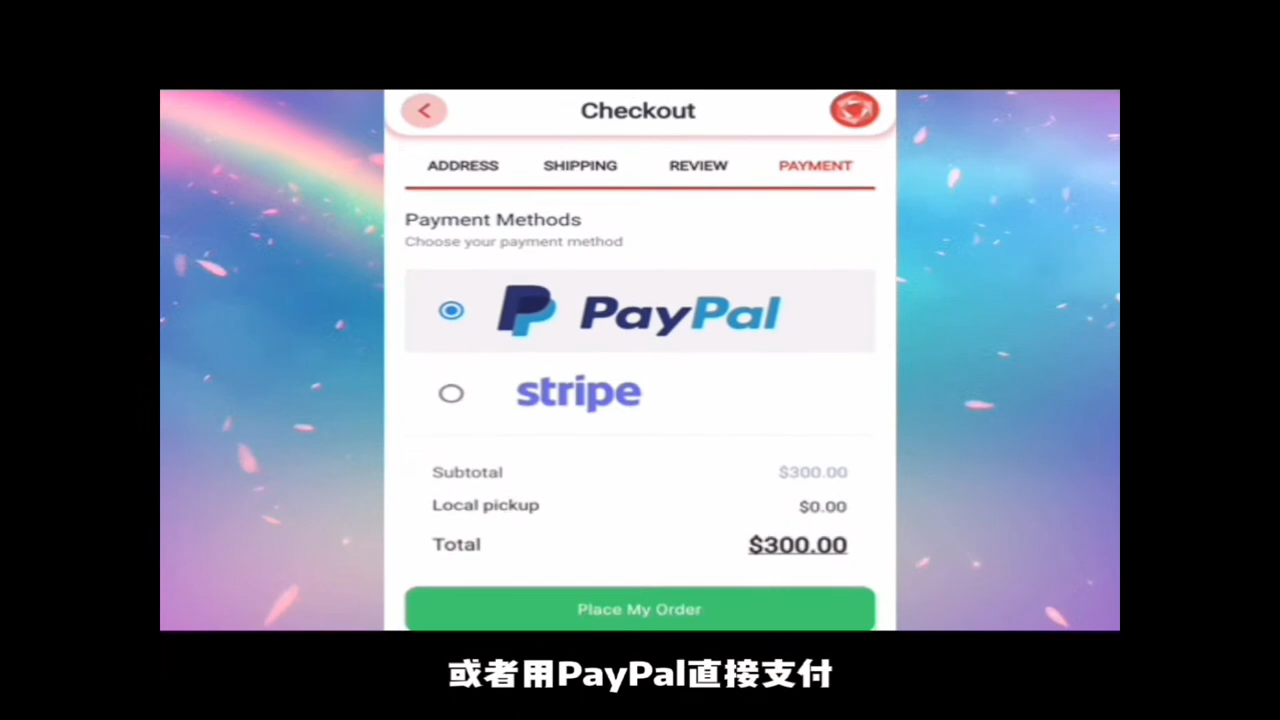 Checkout
ADDRESS SHIPPING REVIEW PAYMENT
Payment Methods
Choose your payment method
PayPal
stripe
Subtotal $300.00
Local pickup $0.00
Total $300.00
Place My Order
或者用PayPal直接支付